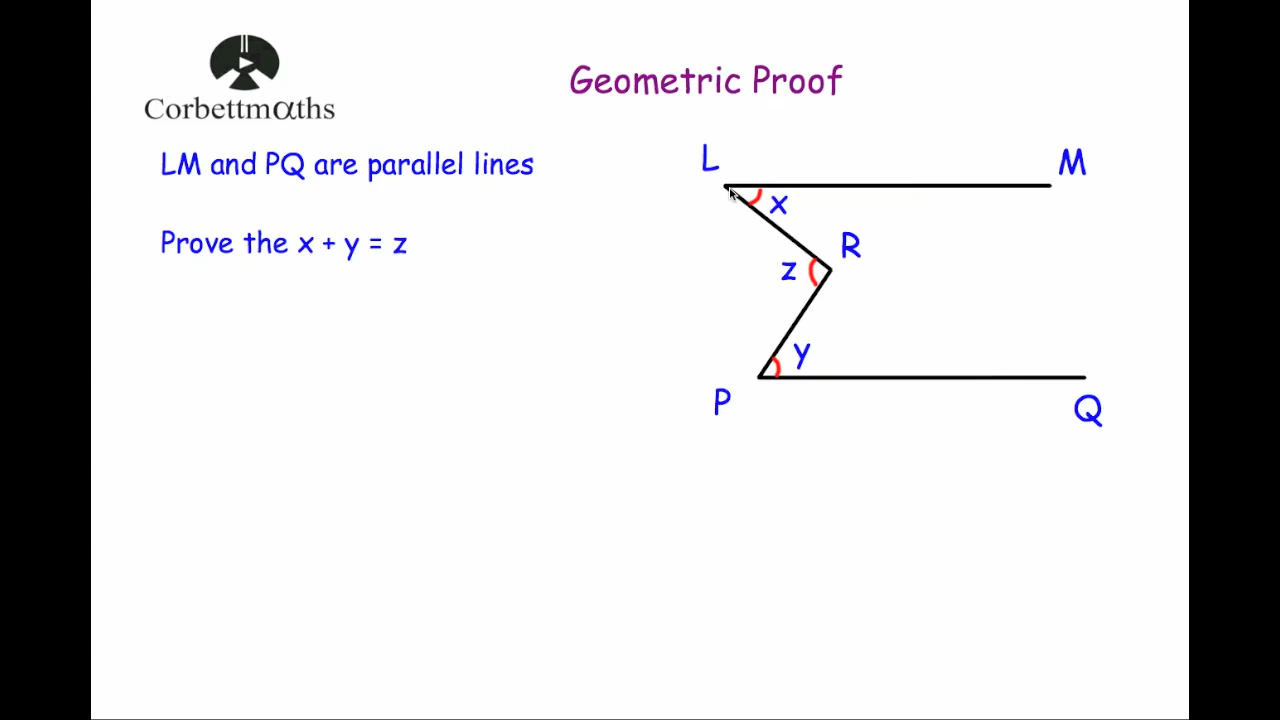 Corbettmαths
Geometric Proof
LM and PQ are parallel lines
Prove the x + y = z
L
M
x
R
z
y
P
Q